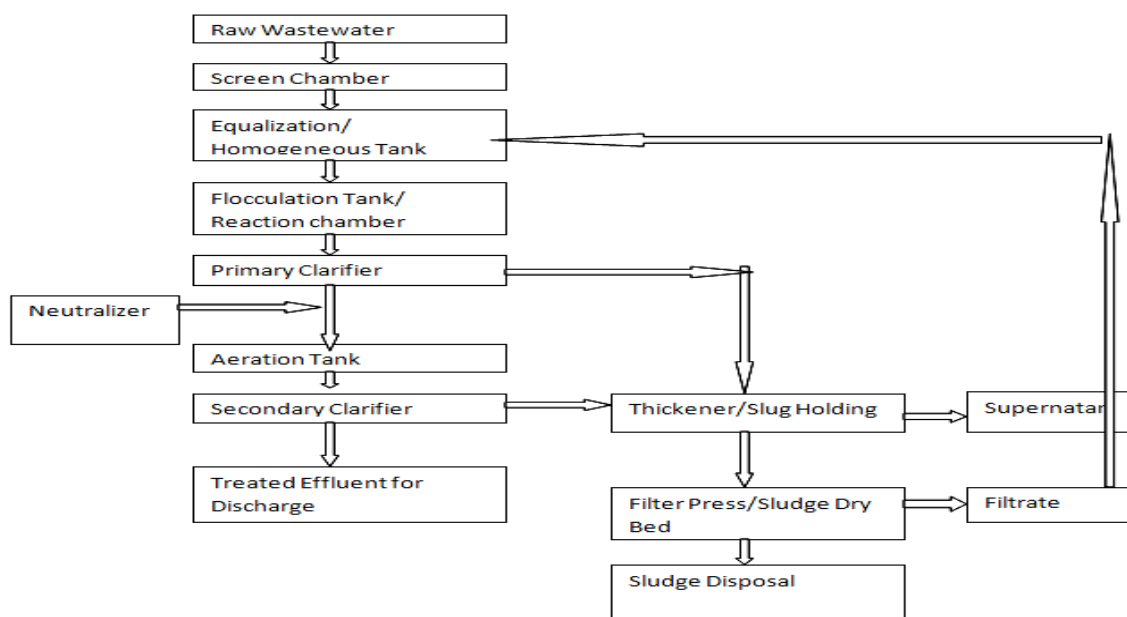 Raw Wastewater
Screen Chamber
Equalization/
Homogeneous Tank
Flocculation Tank/
Reaction chamber
Primary Clarifier
Neutralizer
Aeration Tank
Secondary Clarifier
Thickener/Slug Holding
Supernatan
Treated Effluent for
Discharge
Filter Press/Sludge Dry
Bed
Filtrate
Sludge Disposal